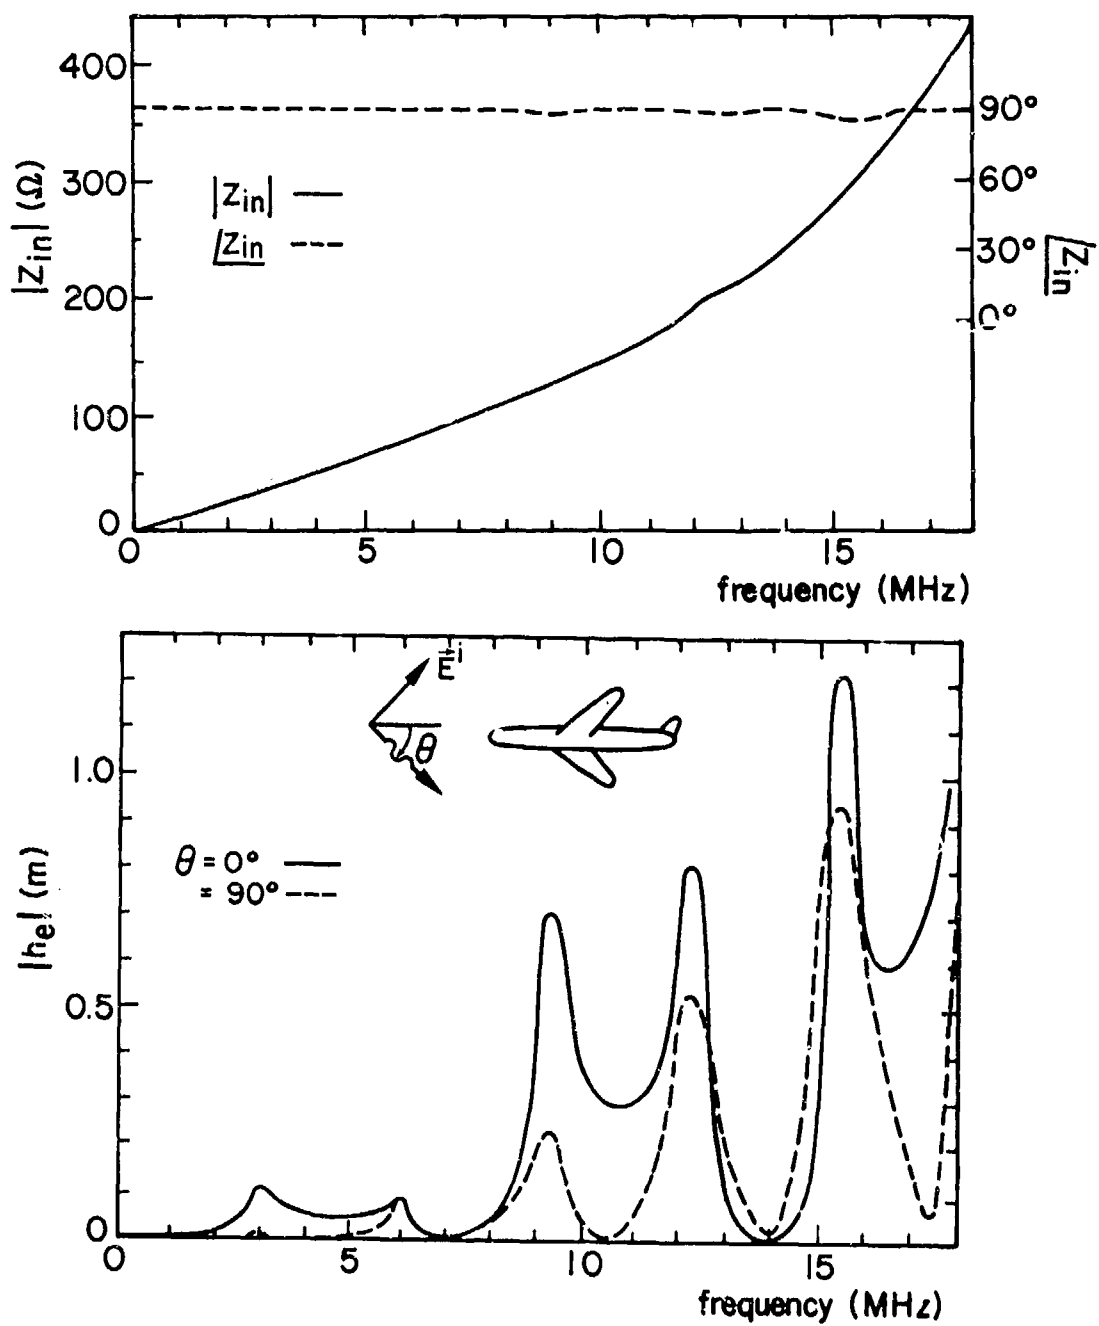 400
300
200
100
0
|Zin| (Ω)
|Zin|
∠Zin
90°
60°
30°
0°
∠Zin
0 5 10 15
frequency (MHz)
E⃗ⁱ
θ
θ = 0°
= 90°
1.0
0.5
0
|he| (m)
0 5 10 15
frequency (MHz)